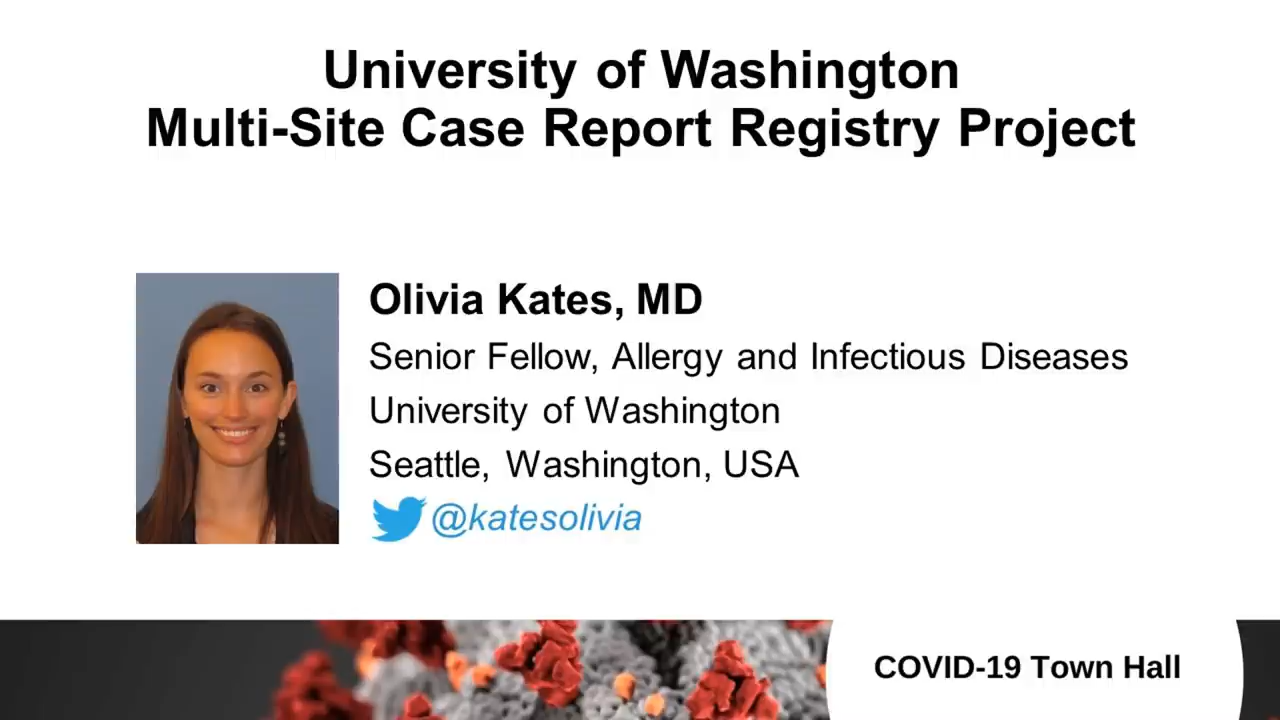 University of Washington
Multi-Site Case Report Registry Project
Olivia Kates, MD
Senior Fellow, Allergy and Infectious Diseases
University of Washington
Seattle, Washington, USA
@katesolivia
COVID-19 Town Hall